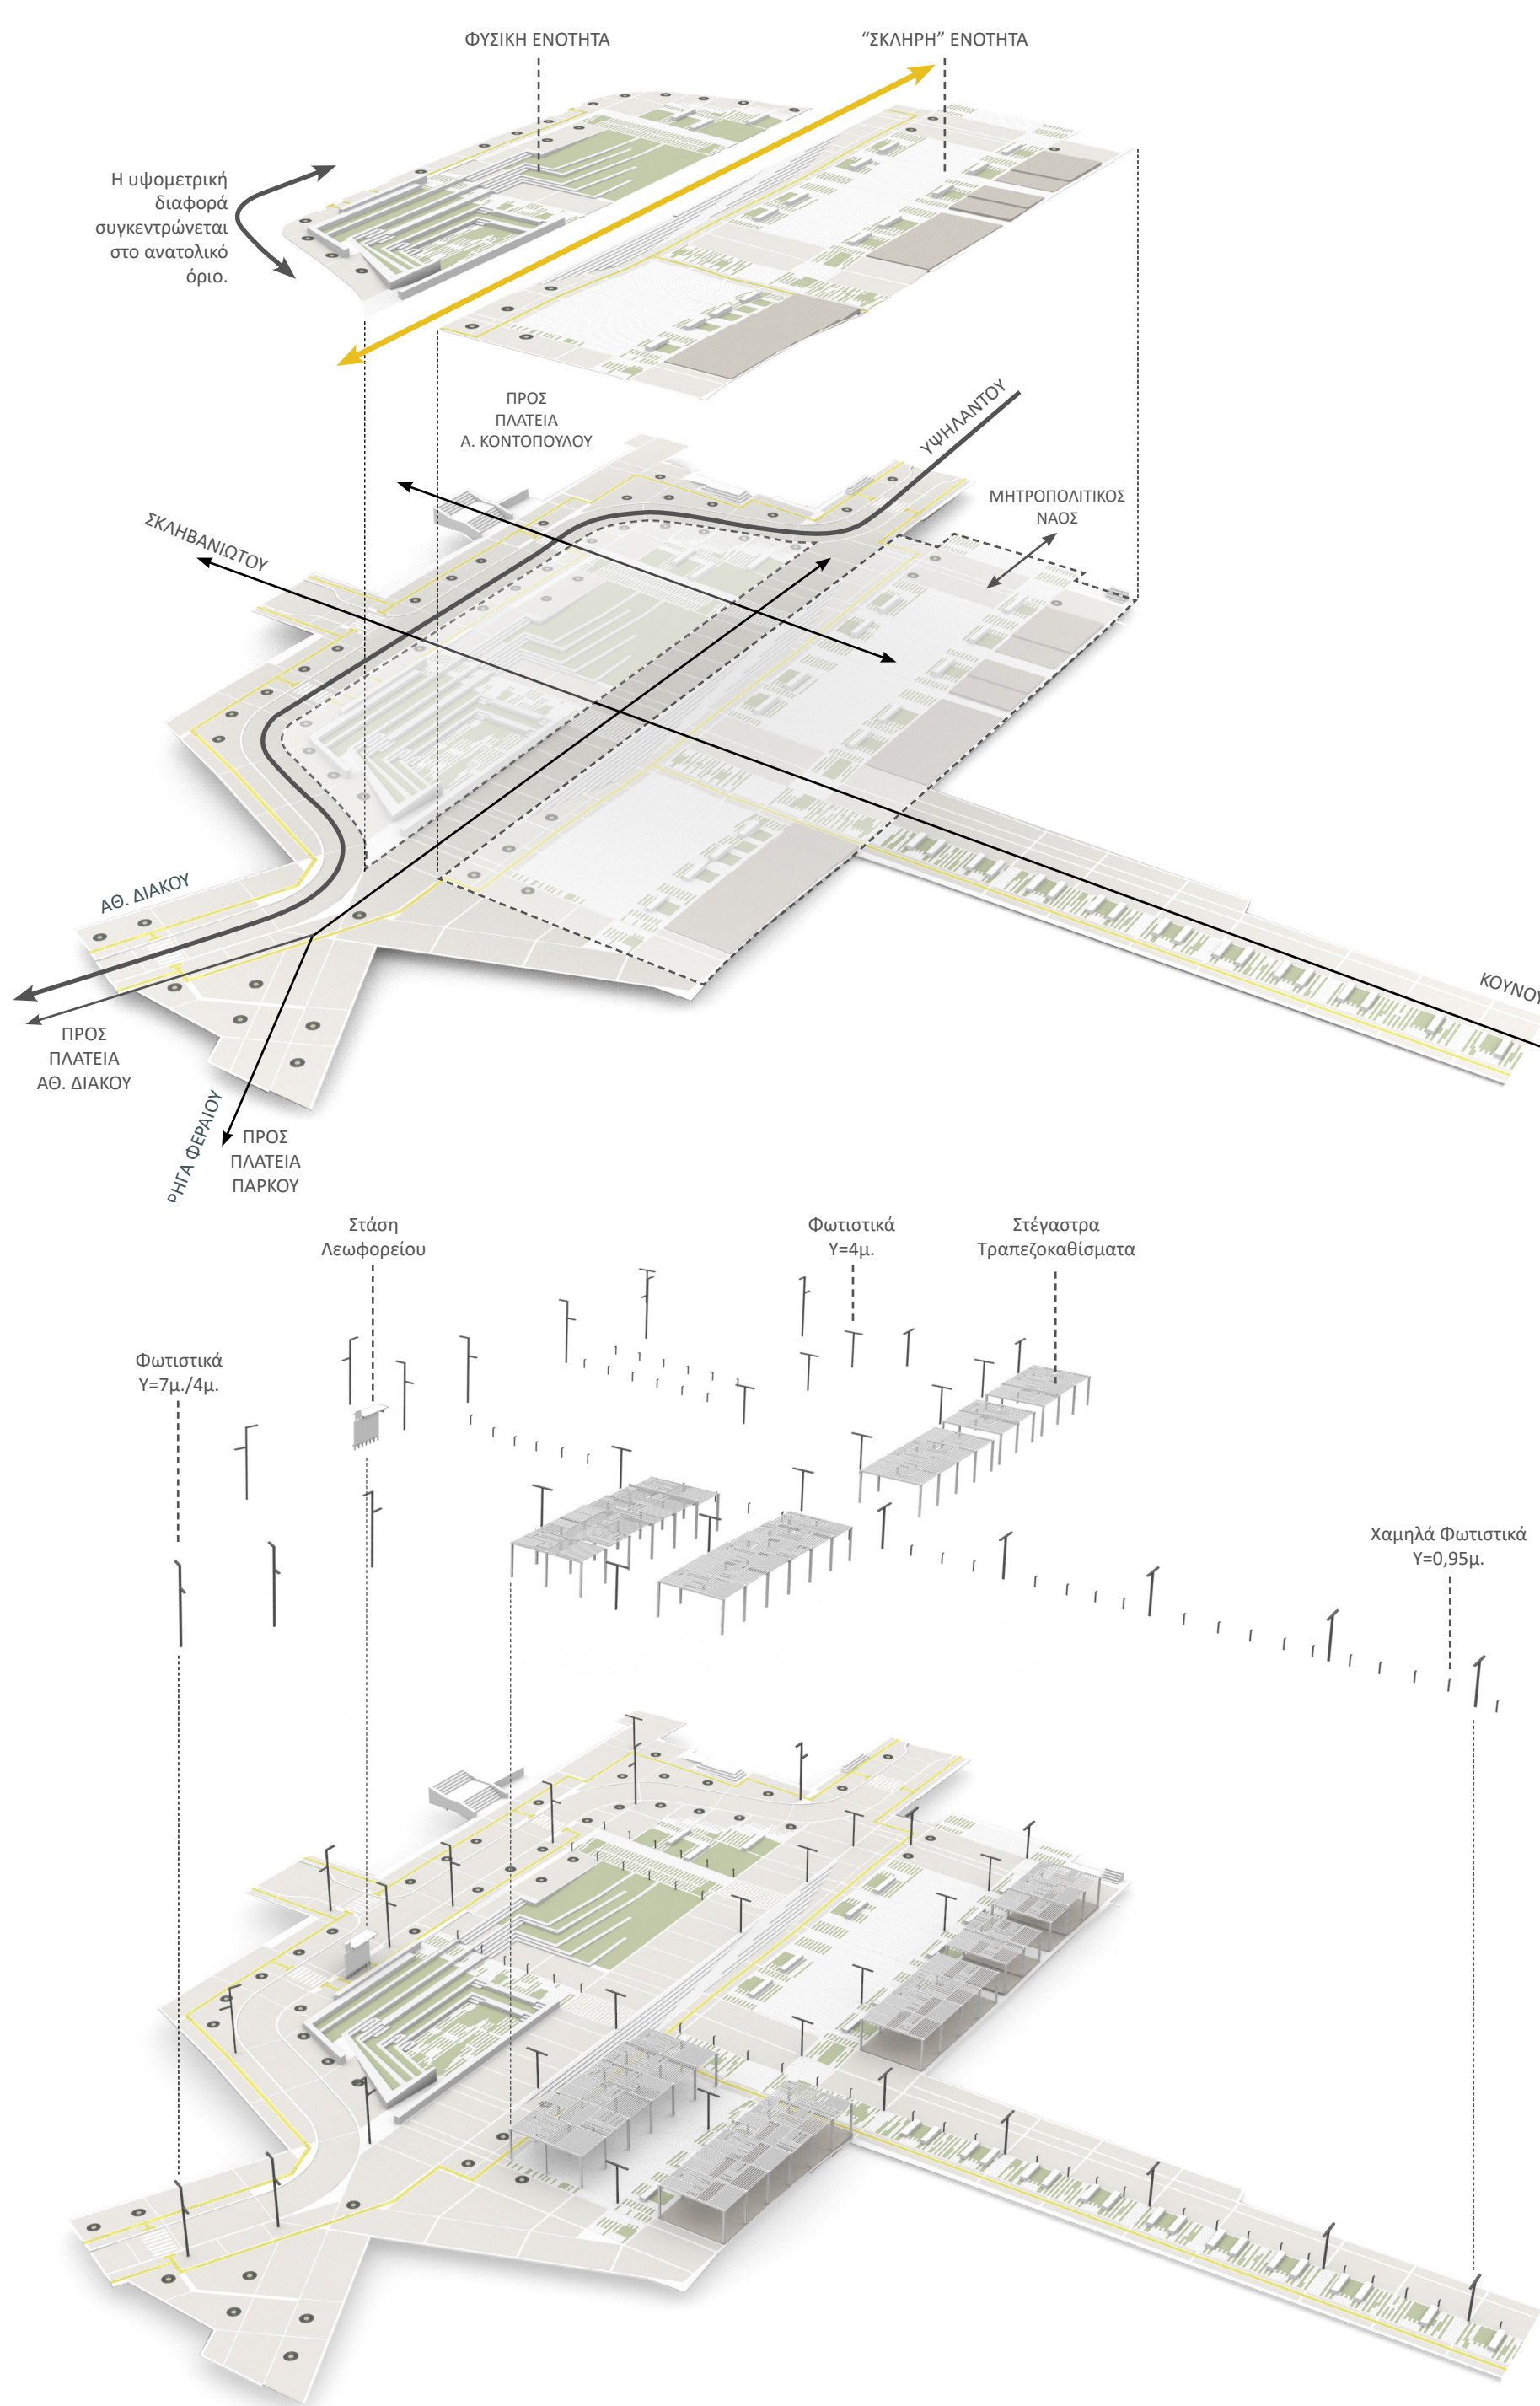 ΦΥΣΙΚΗ ΕΝΟΤΗΤΑ
“ΣΚΛΗΡΗ” ΕΝΟΤΗΤΑ
Η υψομετρική
διαφορά
συγκεντρώνεται
στο ανατολικό
όριο.
ΠΡΟΣ
ΠΛΑΤΕΙΑ
Α. ΚΟΝΤΟΠΟΥΛΟΥ
ΥΨΗΛΑΝΤΟΥ
ΜΗΤΡΟΠΟΛΙΤΙΚΟΣ
ΝΑΟΣ
ΣΚΛΗΒΑΝΙΩΤΟΥ
ΑΘ. ΔΙΑΚΟΥ
ΚΟΥΝΟΥ
ΠΡΟΣ
ΠΛΑΤΕΙΑ
ΑΘ. ΔΙΑΚΟΥ
ΡΗΓΑ ΦΕΡΑΙΟΥ
ΠΡΟΣ
ΠΛΑΤΕΙΑ
ΠΑΡΚΟΥ
Στάση
Λεωφορείου
Φωτιστικά
Υ=4μ.
Στέγαστρα
Τραπεζοκαθίσματα
Φωτιστικά
Υ=7μ./4μ.
Χαμηλά Φωτιστικά
Υ=0,95μ.